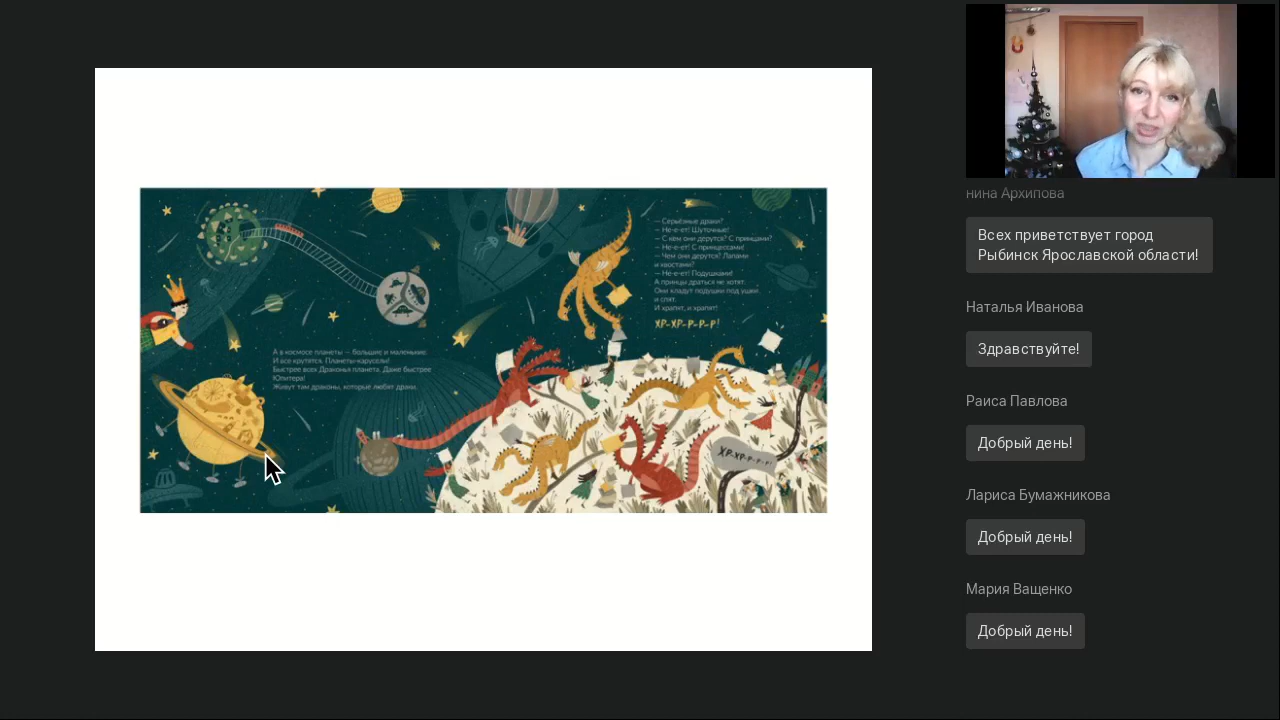 А в космосе планеты – большие и маленькие.
И все крутятся. Планеты-карусели!
Быстрее всех Драконья планета. Даже быстрее
Юпитера!
Живут там драконы, которые любят драки.
– Серьёзные драки?
– Не-е-ет! Шуточные!
– С кем они дерутся? С принцами?
– Не-е-ет! С принцессами!
– Чем они дерутся? Лапами
и хвостами?
– Не-е-ет! Подушками!
А принцы драться не хотят.
Они кладут подушки под ушки
и спят.
И храпят, и храпят!
ХР-ХР-Р-Р-Р!
ХР-ХР-Р-Р-Р!
нина Архипова
Всех приветствует город
Рыбинск Ярославской области!
Наталья Иванова
Здравствуйте!
Раиса Павлова
Добрый день!
Лариса Бумажникова
Добрый день!
Мария Ващенко
Добрый день!